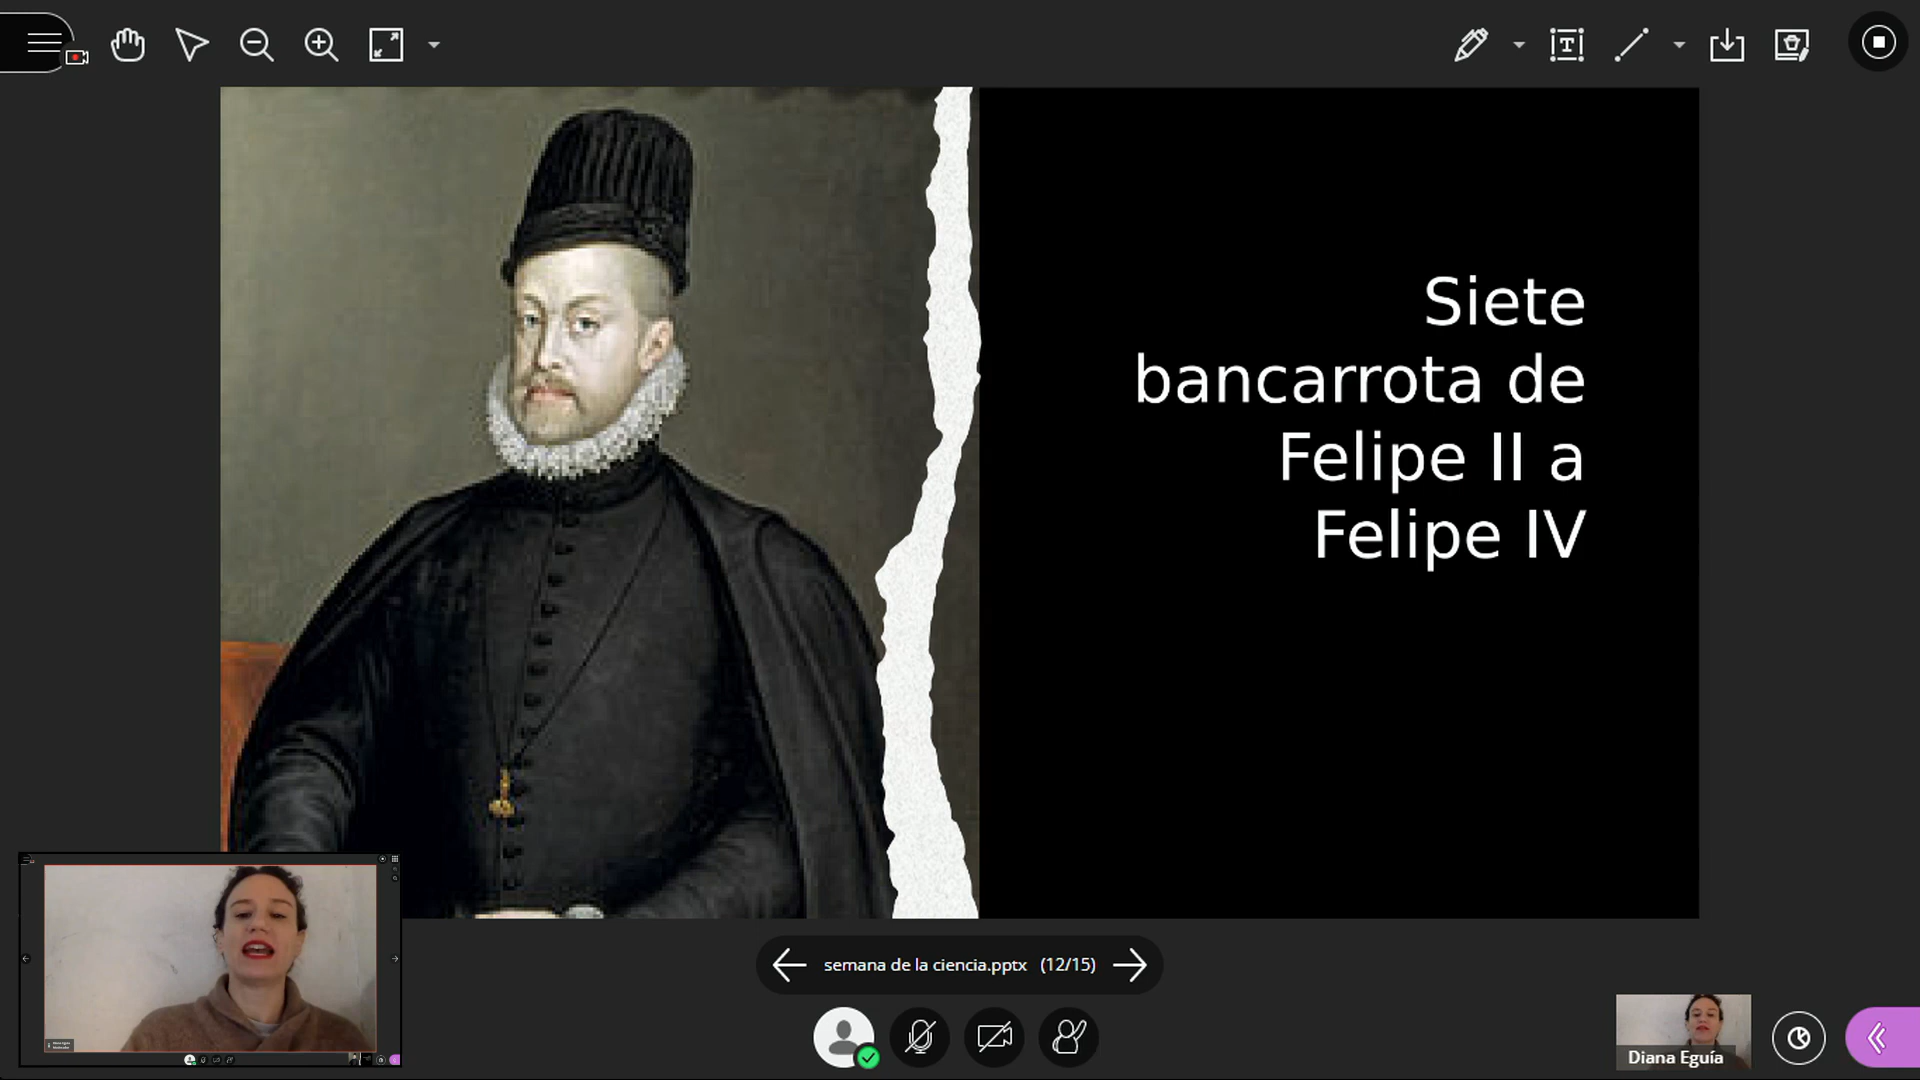 Siete
bancarrota de
Felipe II a
Felipe IV
semana de la ciencia.pptx (12/15)
Diana Eguía